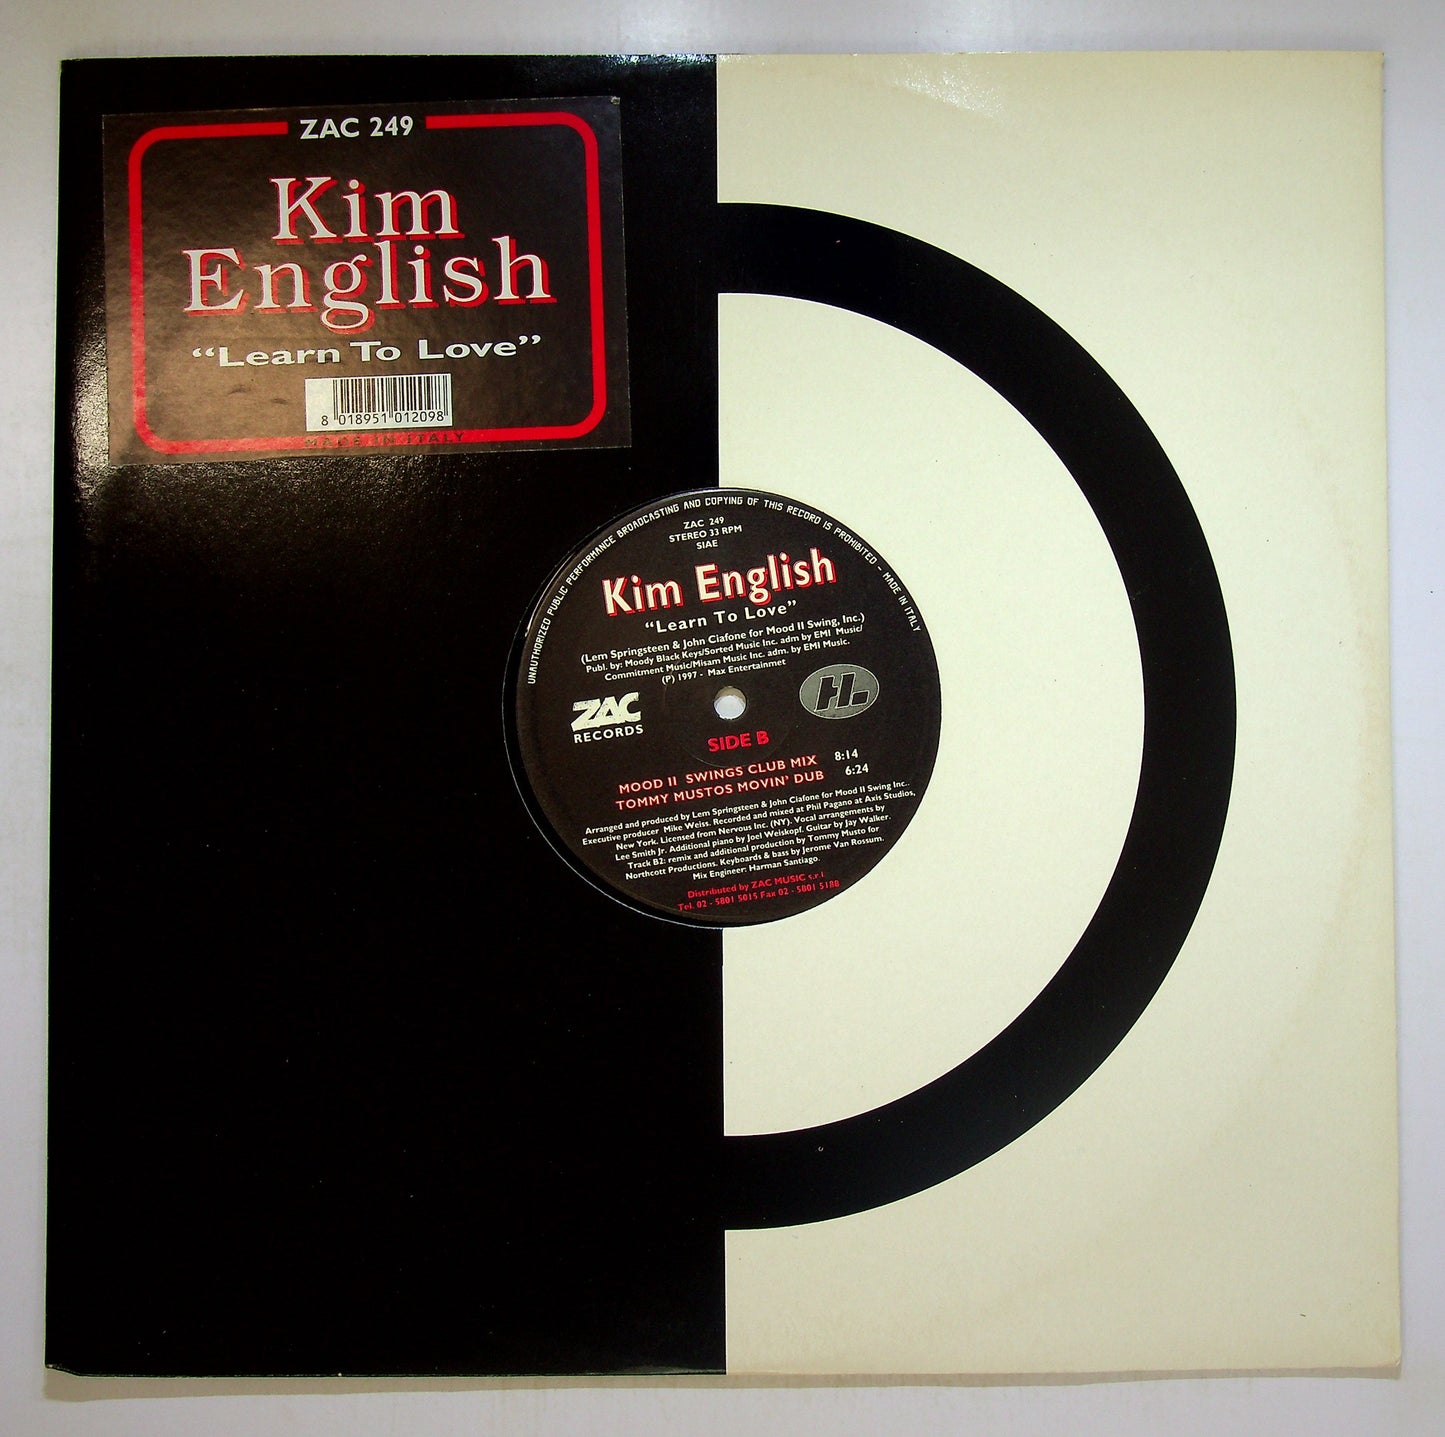 ZAC 249
Kim
English
“Learn To Love”
8 018951 012098
MADE IN ITALY
UNAUTHORIZED PUBLIC PERFORMANCE BROADCASTING AND COPYING OF THIS RECORD IS PROHIBITED - MADE IN ITALY
ZAC 249
STEREO 33 RPM
SIAE
Kim English
“Learn To Love”
(Lem Springsteen & John Ciafone for Mood II Swing, Inc.)
Publ. by: Moody Black Keys/Sorted Music Inc. adm by EMI Music/
Commitment Music/Misam Music Inc. adm. by EMI Music.
(P) 1997 - Max Entertainmet
ZAC
RECORDS
HL.
SIDE B
MOOD II SWINGS CLUB MIX 8:14
TOMMY MUSTOS MOVIN' DUB 6:24
Arranged and produced by Lem Springsteen & John Ciafone for Mood II Swing Inc..
Executive producer Mike Weiss. Recorded and mixed at Phil Pagano at Axis Studios,
New York. Licensed from Nervous Inc. (NY). Vocal arrangements by
Lee Smith Jr. Additional piano by Joel Weiskopf. Guitar by Jay Walker.
Track B2: remix and additional production by Tommy Musto for
Northcott Productions. Keyboards & bass by Jerome Van Rossum.
Mix Engineer: Harman Santiago.
Distributed by ZAC MUSIC s.r.l
Tel. 02 - 5801 5015 Fax 02 - 5801 5188